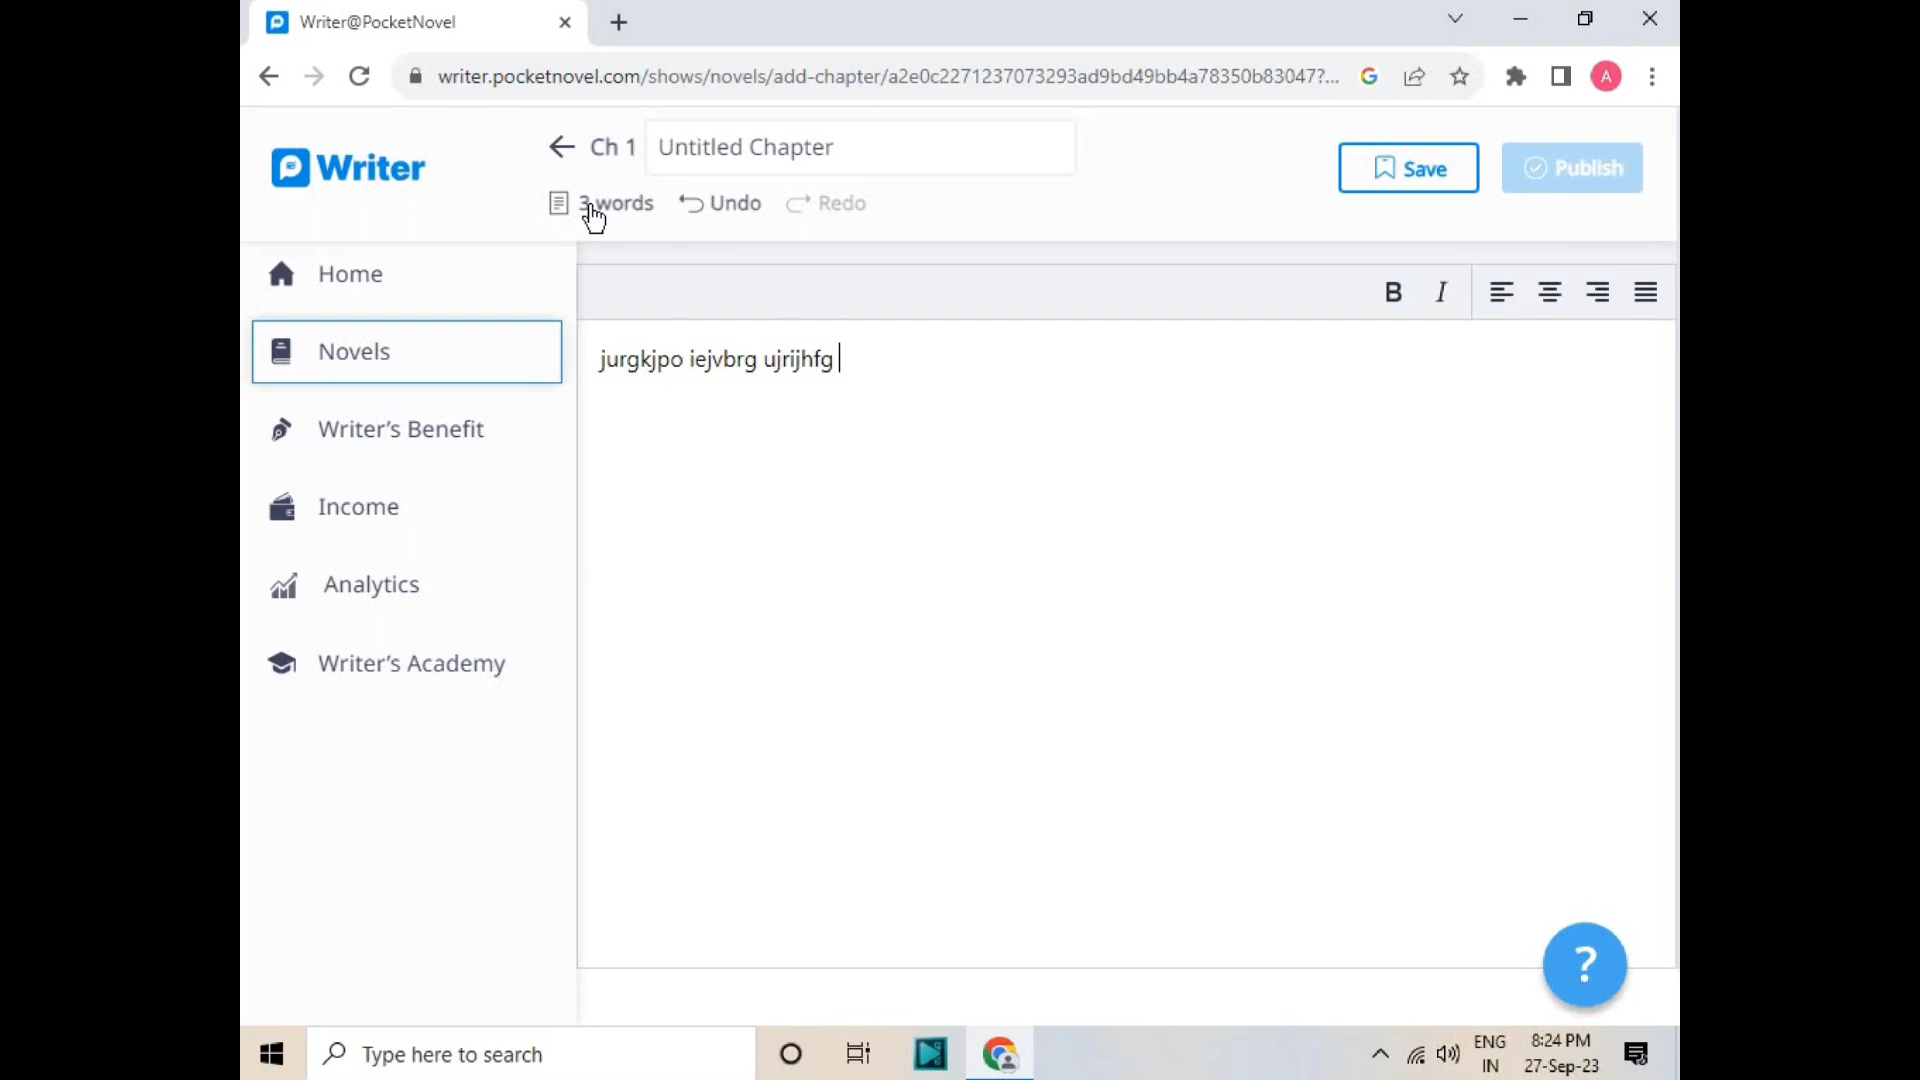 Writer@PocketNovel
writer.pocketnovel.com/shows/novels/add-chapter/a2e0c2271237073293ad9bd49bb4a78350b83047?...
A
Writer
Ch 1 Untitled Chapter
3 words Undo Redo
Save
Publish
Home
Novels
Writer’s Benefit
Income
Analytics
Writer’s Academy
B I
jurgkjpo iejvbrg ujrijhfg
?
Type here to search
ENG
IN
8:24 PM
27-Sep-23